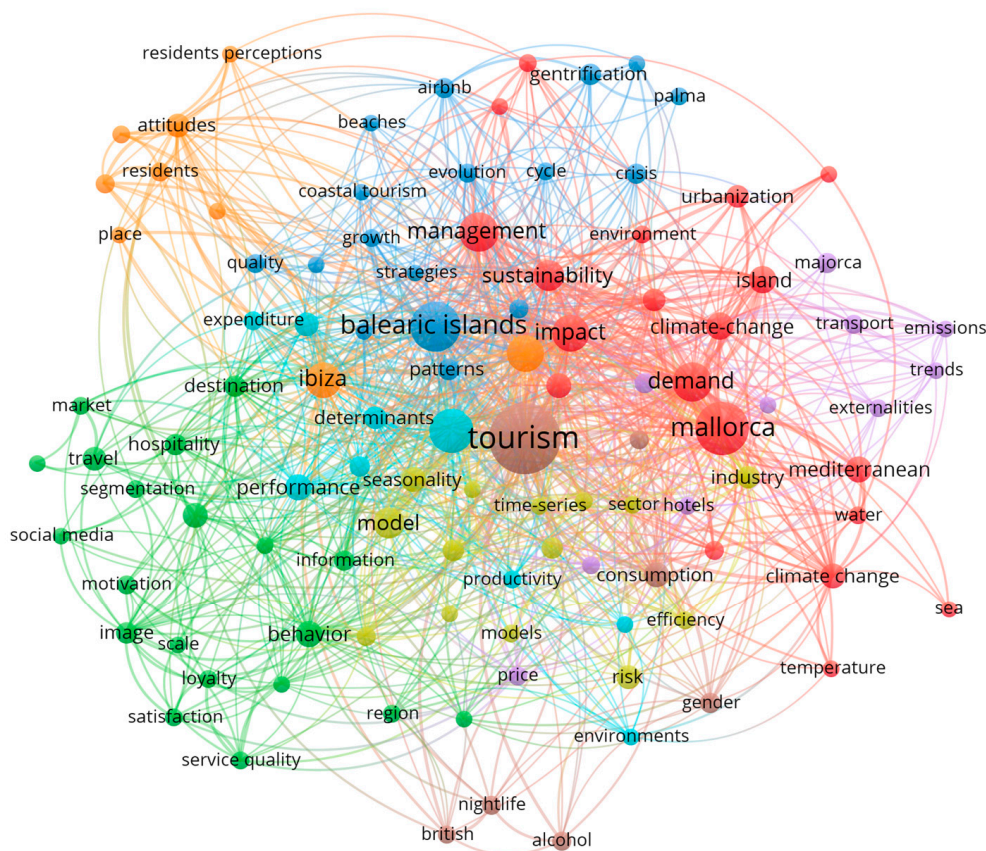 residents perceptions
gentrification
airbnb
palma
beaches
attitudes
residents
evolution
cycle
crisis
coastal tourism
urbanization
place
growth
management
environment
quality
strategies
sustainability
majorca
island
expenditure
balearic islands
impact
climate-change
transport
emissions
patterns
trends
ibiza
demand
destination
market
determinants
externalities
tourism
mallorca
hospitality
travel
mediterranean
segmentation
performance
seasonality
industry
time-series
sector
hotels
model
water
social media
information
motivation
productivity
consumption
climate change
sea
image
behavior
models
efficiency
scale
loyalty
price
risk
temperature
satisfaction
region
gender
environments
service quality
nightlife
british
alcohol